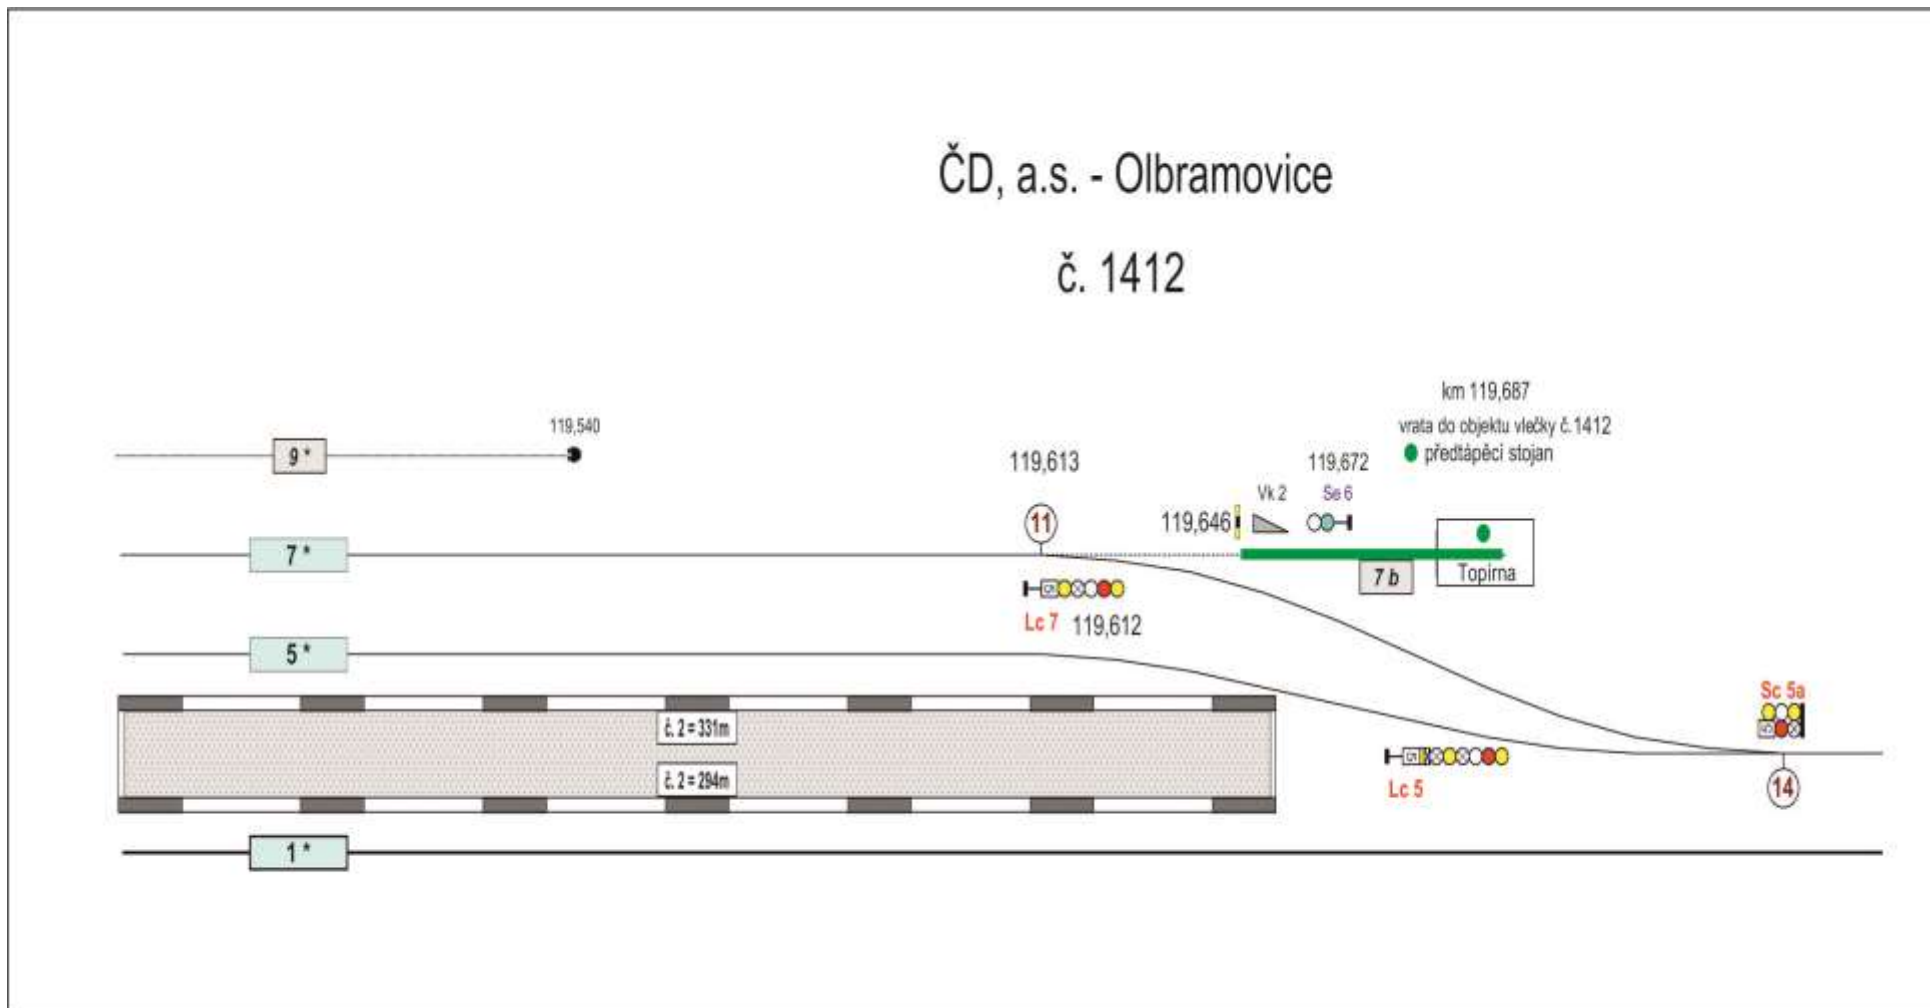 ČD, a.s. - Olbramovice
č. 1412
km 119,687
vrata do objektu vlečky č.1412
předtápěcí stojan
119,540
9 *
119,613
119,672
Vk 2
Se 6
11
119,646
7 *
7 b
Topírna
Lc 7
119,612
5 *
Sc 5a
č. 2 = 331m
č. 2 = 294m
Lc 5
14
1 *